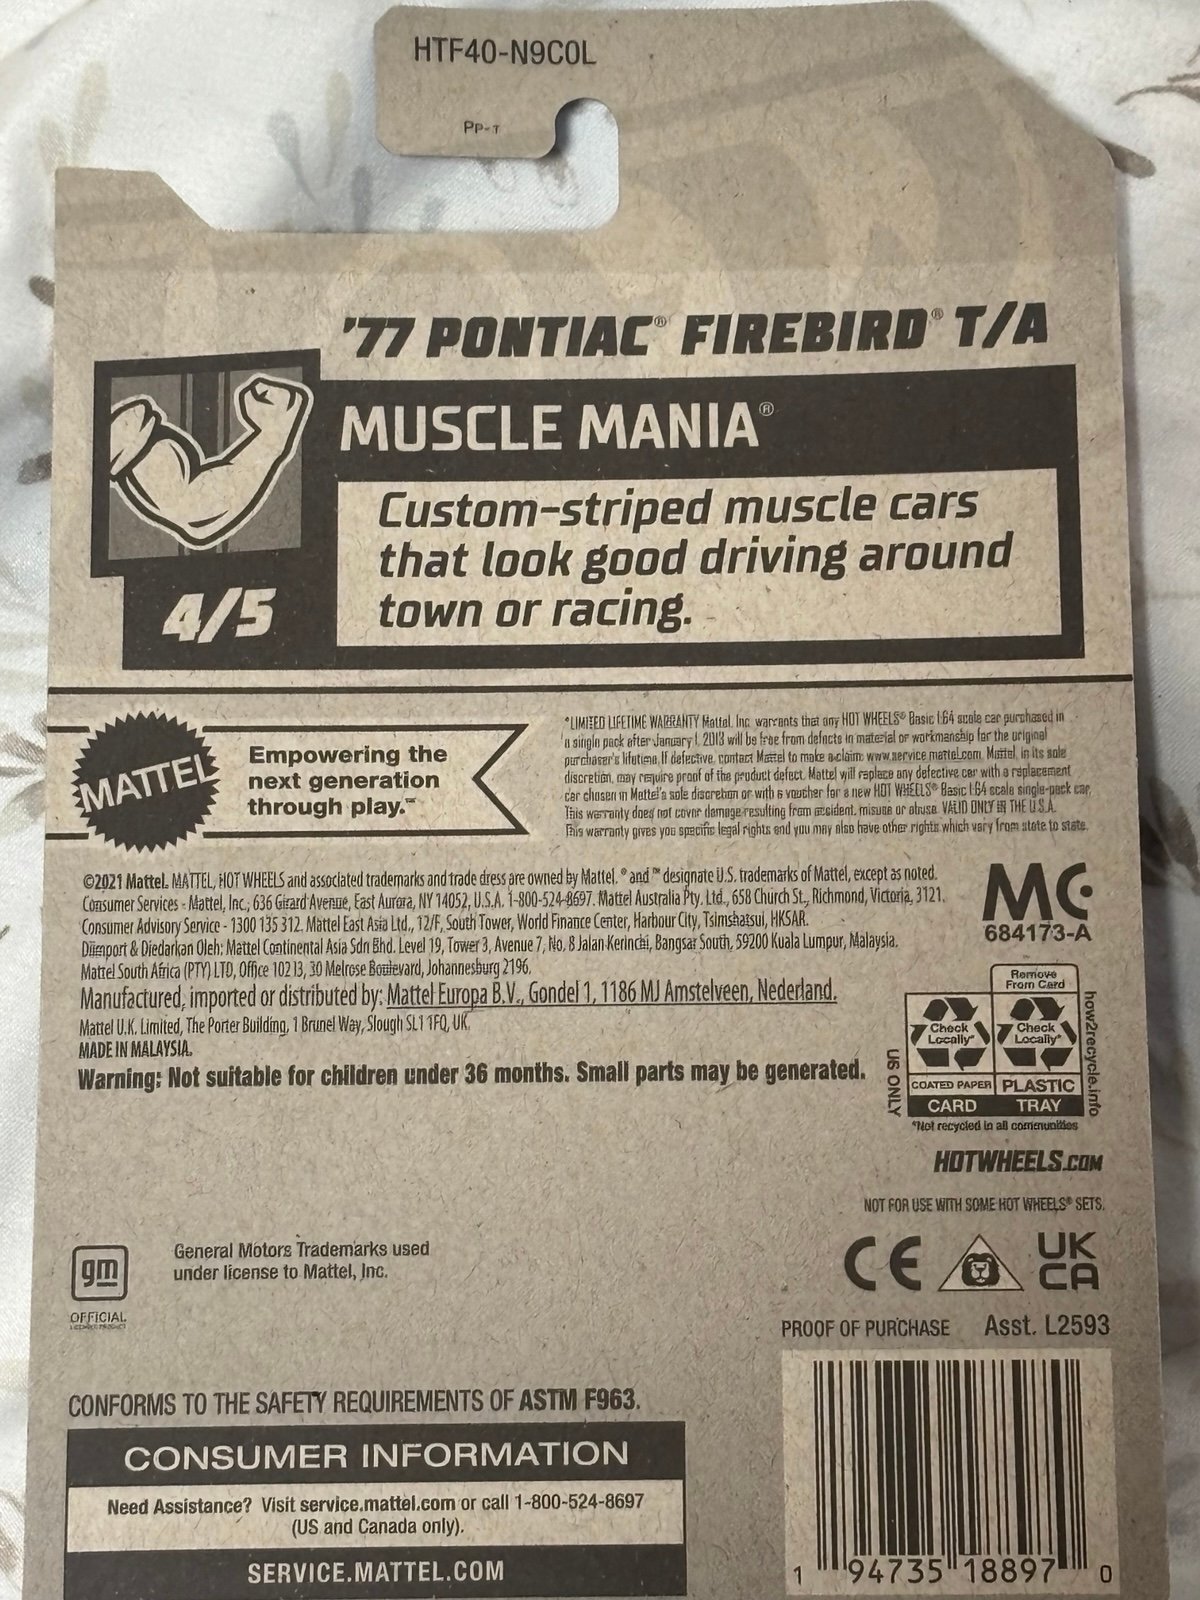 HTF40-N9C0L
PP-T
'77 PONTIAC® FIREBIRD® T/A
MUSCLE MANIA®
Custom-striped muscle cars
that look good driving around
town or racing.
4/5
MATTEL
Empowering the
next generation
through play.™
*LIMITED LIFETIME WARRANTY Mattel, Inc. warrants that any HOT WHEELS® Basic 1:64 scale car purchased in
a single pack after January 1, 2013 will be free from defects in material or workmanship for the original
purchaser's lifetime. If defective, contact Mattel to make a claim: www.service.mattel.com. Mattel, in its sole
discretion, may require proof of the product defect. Mattel will replace any defective car with a replacement
car chosen in Mattel's sole discretion or with a voucher for a new HOT WHEELS® Basic 1:64 scale single-pack car.
This warranty does not cover damage resulting from accident, misuse or abuse. VALID ONLY IN THE U.S.A.
This warranty gives you specific legal rights and you may also have other rights which vary from state to state.
©2021 Mattel. MATTEL, HOT WHEELS and associated trademarks and trade dress are owned by Mattel. ® and ™ designate U.S. trademarks of Mattel, except as noted.
Consumer Services - Mattel, Inc., 636 Girard Avenue, East Aurora, NY 14052, U.S.A. 1-800-524-8697. Mattel Australia Pty. Ltd., 658 Church St., Richmond, Victoria, 3121.
Consumer Advisory Service - 1300 135 312. Mattel East Asia Ltd., 12/F, South Tower, World Finance Center, Harbour City, Tsimshatsui, HKSAR.
Diimport & Diedarkan Oleh: Mattel Continental Asia Sdn Bhd. Level 19, Tower 3, Avenue 7, No. 8 Jalan Kerinchi, Bangsar South, 59200 Kuala Lumpur, Malaysia.
Mattel South Africa (PTY) LTD, Office 102 I3, 30 Melrose Boulevard, Johannesburg 2196.
Manufactured, imported or distributed by: Mattel Europa B.V., Gondel 1, 1186 MJ Amstelveen, Nederland.
Mattel U.K. Limited, The Porter Building, 1 Brunel Way, Slough SL1 1FQ, UK.
MADE IN MALAYSIA.
Warning: Not suitable for children under 36 months. Small parts may be generated.
MC
684173-A
Remove
From Card
Check
Locally*
Check
Locally*
COATED PAPER
PLASTIC
CARD
TRAY
US ONLY
how2recycle.info
*Not recycled in all communities
HOTWHEELS.COM
NOT FOR USE WITH SOME HOT WHEELS® SETS.
gm
OFFICIAL
LICENSED PRODUCT
General Motors Trademarks used
under license to Mattel, Inc.
CE
UK
CA
PROOF OF PURCHASE Asst. L2593
CONFORMS TO THE SAFETY REQUIREMENTS OF ASTM F963.
CONSUMER INFORMATION
Need Assistance? Visit service.mattel.com or call 1-800-524-8697
(US and Canada only).
SERVICE.MATTEL.COM
1 94735 18897 0